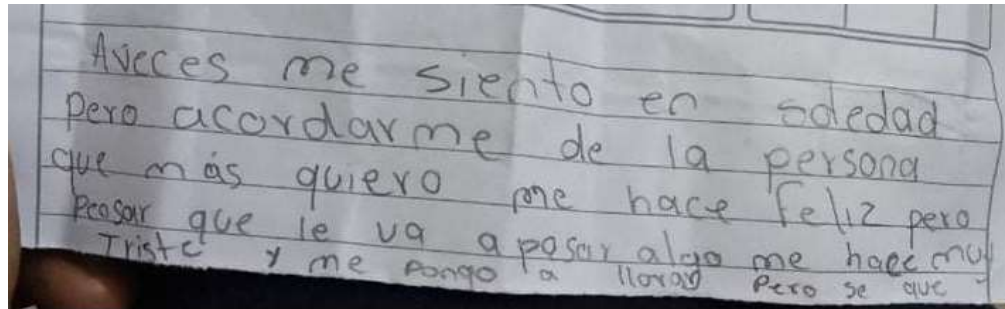 Aveces me siento en soledad
pero acordarme de la persona
que más quiero me hace feliz pero
Pensar que le va a pasar algo me hace muy
Triste y me pongo a llorar pero se que